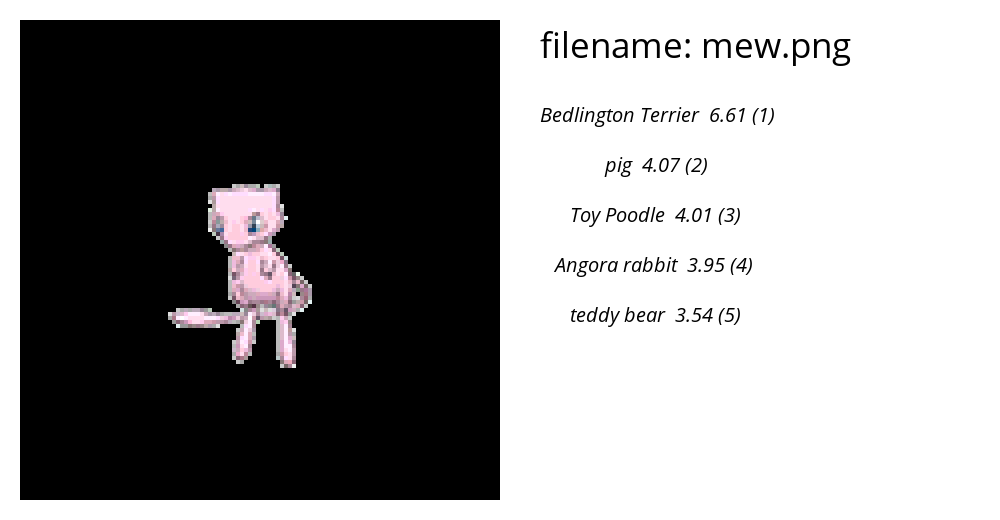 filename: mew.png
Bedlington Terrier 6.61 (1)
pig 4.07 (2)
Toy Poodle 4.01 (3)
Angora rabbit 3.95 (4)
teddy bear 3.54 (5)